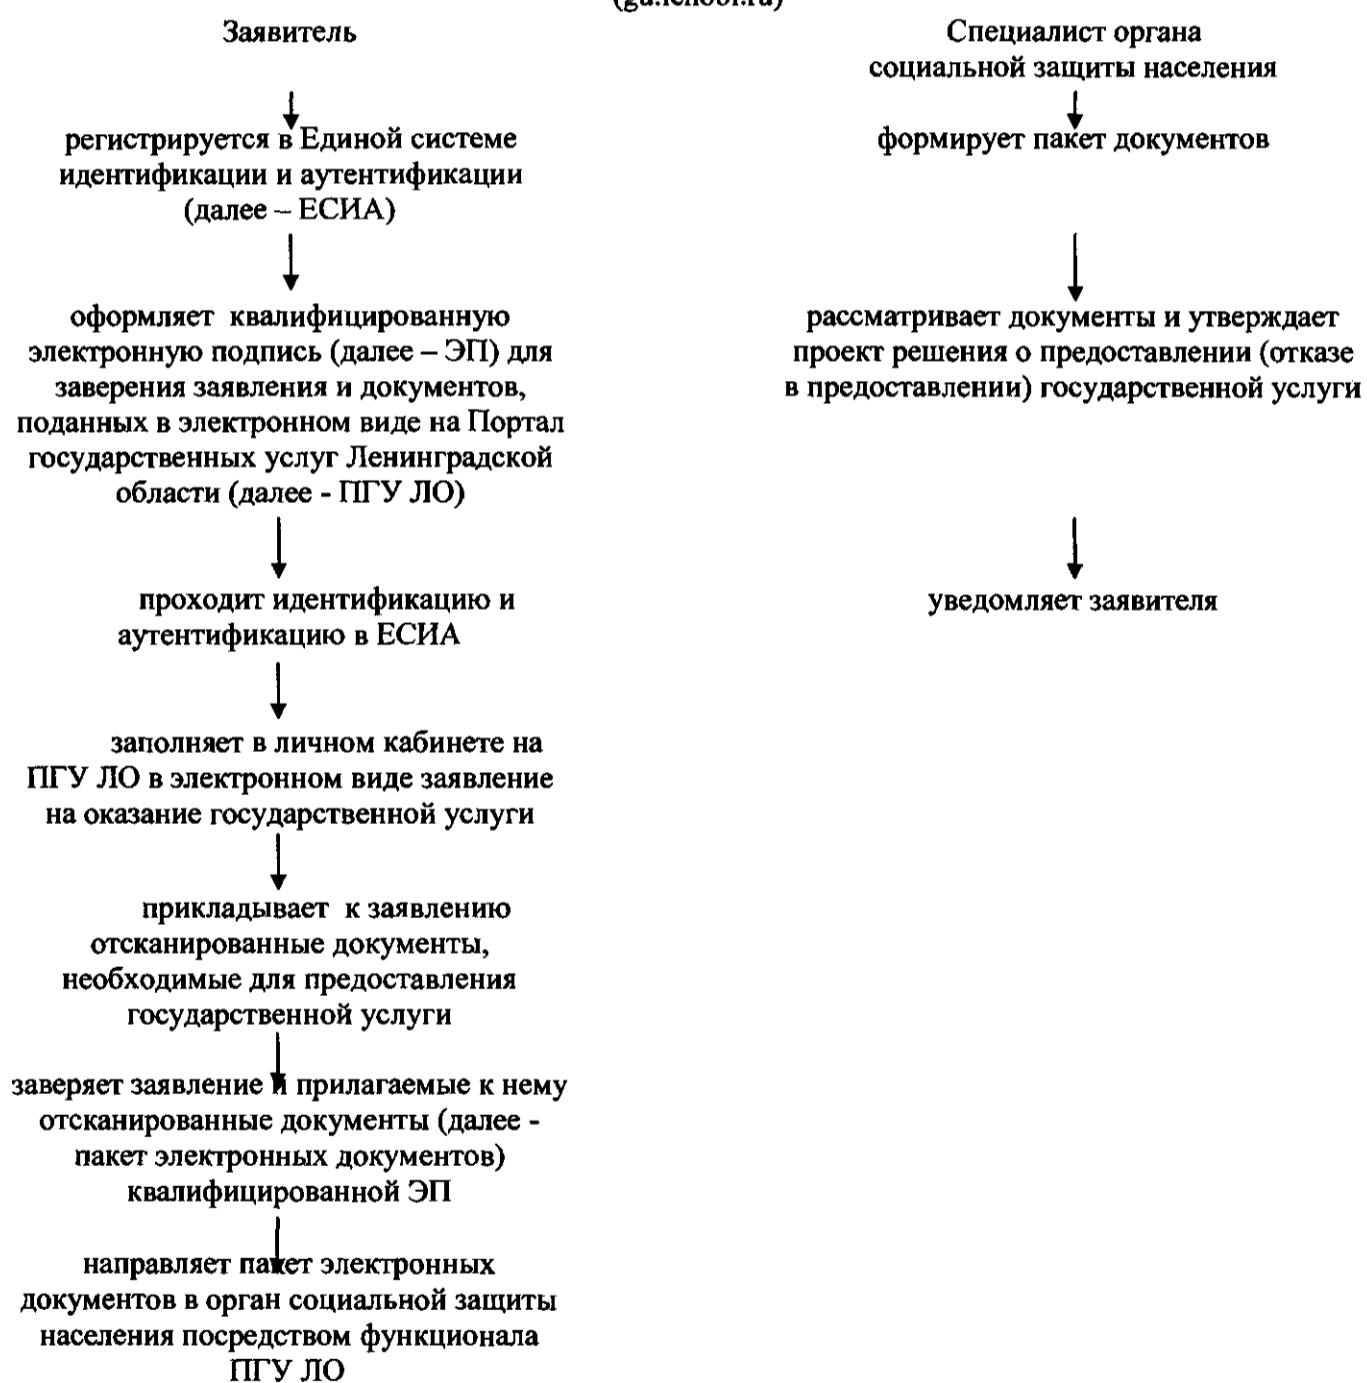 Заявитель
регистрируется в Единой системе
идентификации и аутентификации
(далее – ЕСИА)
оформляет квалифицированную
электронную подпись (далее – ЭП) для
заверения заявления и документов,
поданных в электронном виде на Портал
государственных услуг Ленинградской
области (далее - ПГУ ЛО)
проходит идентификацию и
аутентификацию в ЕСИА
заполняет в личном кабинете на
ПГУ ЛО в электронном виде заявление
на оказание государственной услуги
прикладывает к заявлению
отсканированные документы,
необходимые для предоставления
государственной услуги
заверяет заявление и прилагаемые к нему
отсканированные документы (далее -
пакет электронных документов)
квалифицированной ЭП
направляет пакет электронных
документов в орган социальной защиты
населения посредством функционала
ПГУ ЛО
Специалист органа
социальной защиты населения
формирует пакет документов
рассматривает документы и утверждает
проект решения о предоставлении (отказе
в предоставлении) государственной услуги
уведомляет заявителя